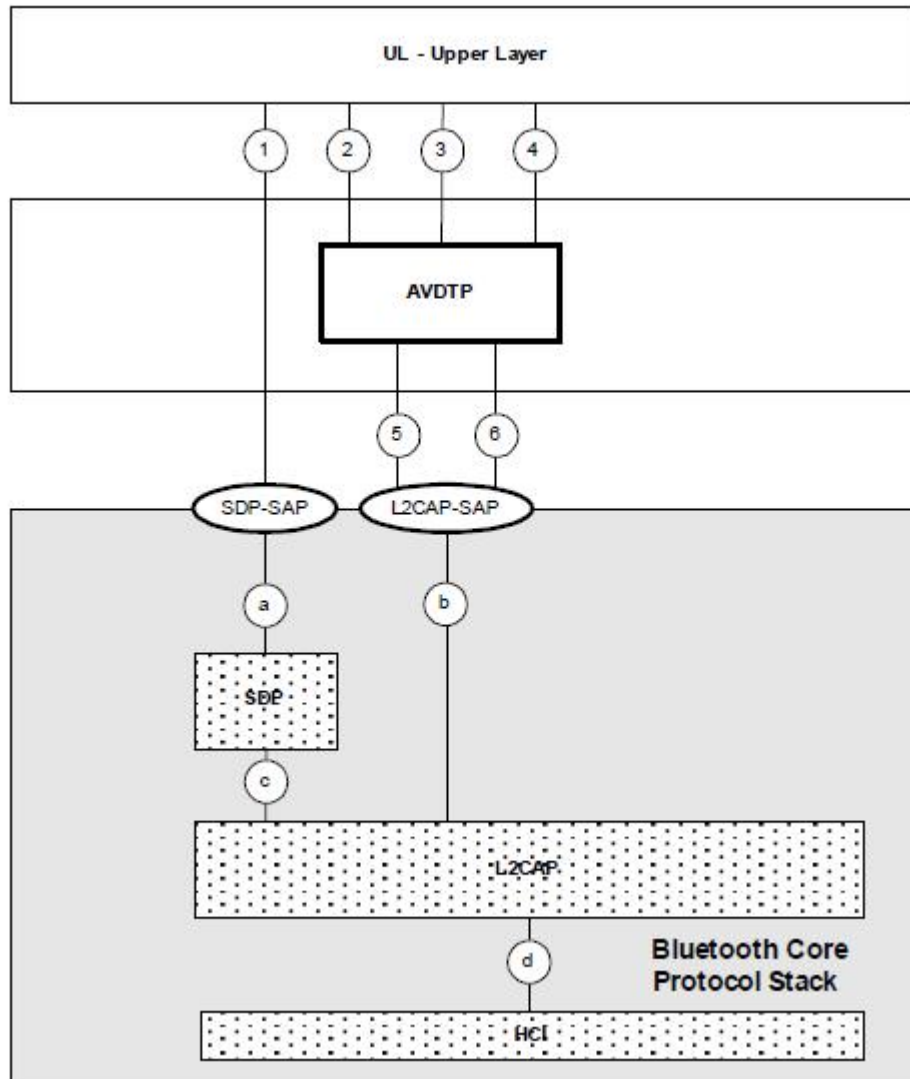 UL - Upper Layer
1
2
3
4
AVDTP
5
6
SDP-SAP
L2CAP-SAP
a
b
SDP
c
L2CAP
d
Bluetooth Core
Protocol Stack
HCI